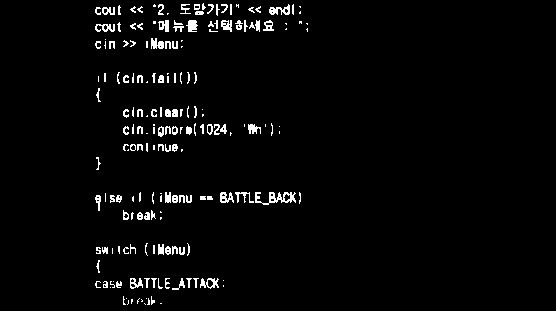 cout << "2. 도망가기" << endl;
cout << "메뉴를 선택하세요 : ";
cin >> iMenu;
if (cin.fail())
{
cin.clear();
cin.ignore(1024, '₩n');
continue;
}
else if (iMenu == BATTLE_BACK)
break;
switch (iMenu)
{
case BATTLE_ATTACK:
break;